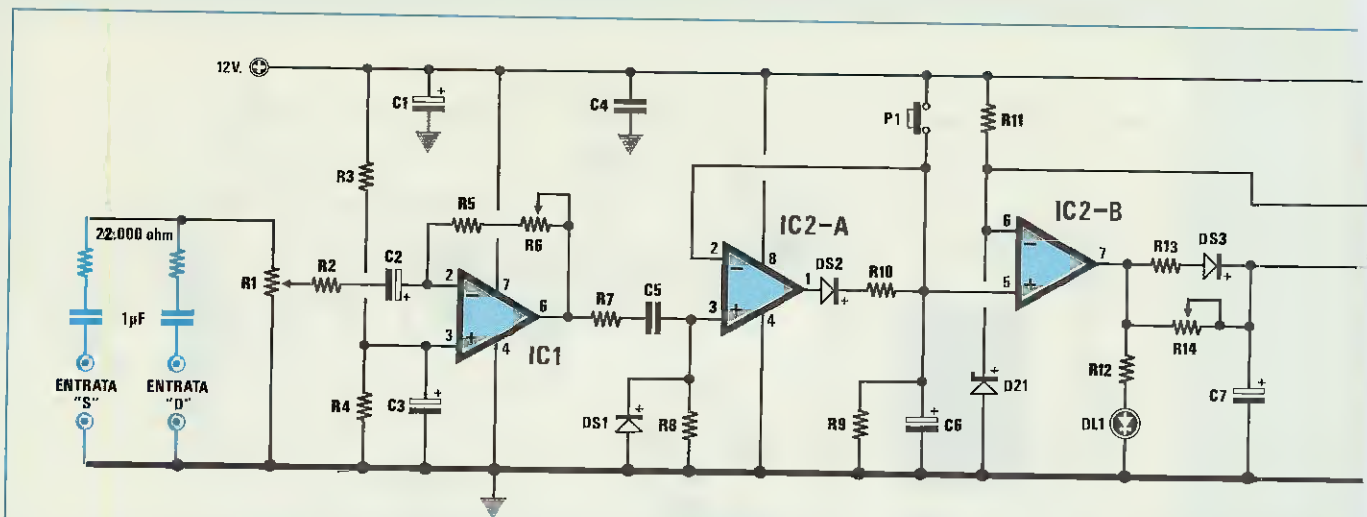 12V.
C1
C4
P1
R11
R3
IC2-B
R5
R6
IC2-A
22.000 ohm
6
DS3
2
8
7
R13
R1
R2
C2
2
7
DS2
R10
5
6
R7
C5
1
1µF
3
3
4
R14
4
IC1
R12
ENTRATA
"S"
ENTRATA
"D"
R4
C3
DS1
R8
R9
C6
D21
DL1
C7